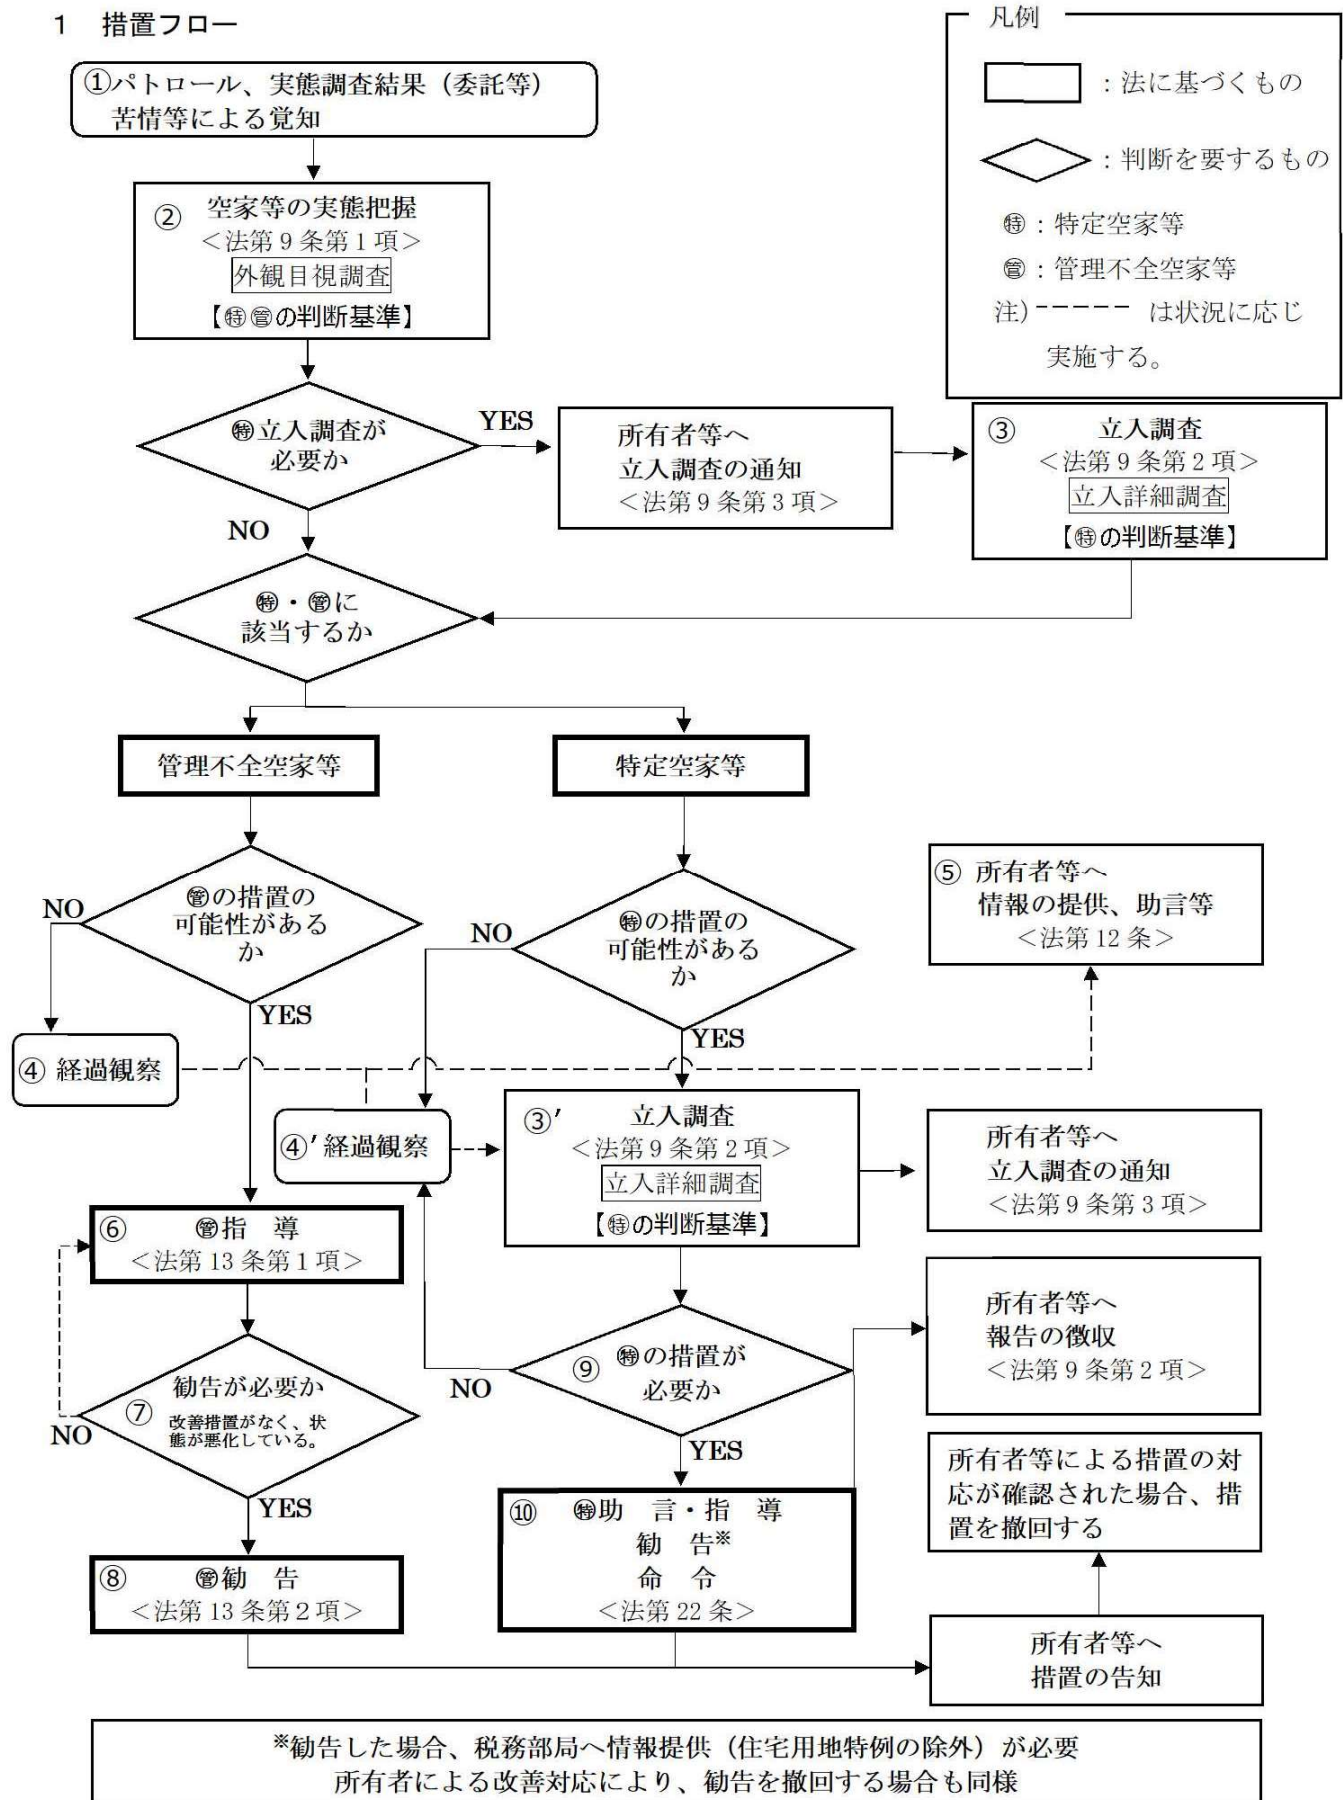 1 措置フロー
①パトロール、実態調査結果（委託等）
苦情等による覚知
凡例
：法に基づくもの
：判断を要するもの
㊕：特定空家等
㊩：管理不全空家等
注）----- は状況に応じ
実施する。
② 空家等の実態把握
＜法第９条第１項＞
外観目視調査
【㊕管の判断基準】
㊕立入調査が
必要か
YES
NO
所有者等へ
立入調査の通知
＜法第９条第３項＞
③ 立入調査
＜法第９条第２項＞
立入詳細調査
【㊕の判断基準】
㊕・管に
該当するか
管理不全空家等
特定空家等
管の措置の
可能性がある
か
NO
YES
㊕の措置の
可能性がある
か
NO
YES
⑤ 所有者等へ
情報の提供、助言等
＜法第 12 条＞
④ 経過観察
④’経過観察
③’ 立入調査
＜法第９条第２項＞
立入詳細調査
【㊕の判断基準】
所有者等へ
立入調査の通知
＜法第９条第３項＞
⑥ 管指 導
＜法第 13 条第１項＞
所有者等へ
報告の徴収
＜法第９条第２項＞
⑦ 勧告が必要か
改善措置がなく、状
態が悪化している。
NO
YES
⑨ ㊕の措置が
必要か
NO
YES
所有者等による措置の対
応が確認された場合、措
置を撤回する
⑧ 管勧 告
＜法第 13 条第２項＞
⑩ ㊕助 言・指 導
勧 告※
命 令
＜法第 22 条＞
所有者等へ
措置の告知
※勧告した場合、税務部局へ情報提供（住宅用地特例の除外）が必要
所有者による改善対応により、勧告を撤回する場合も同様